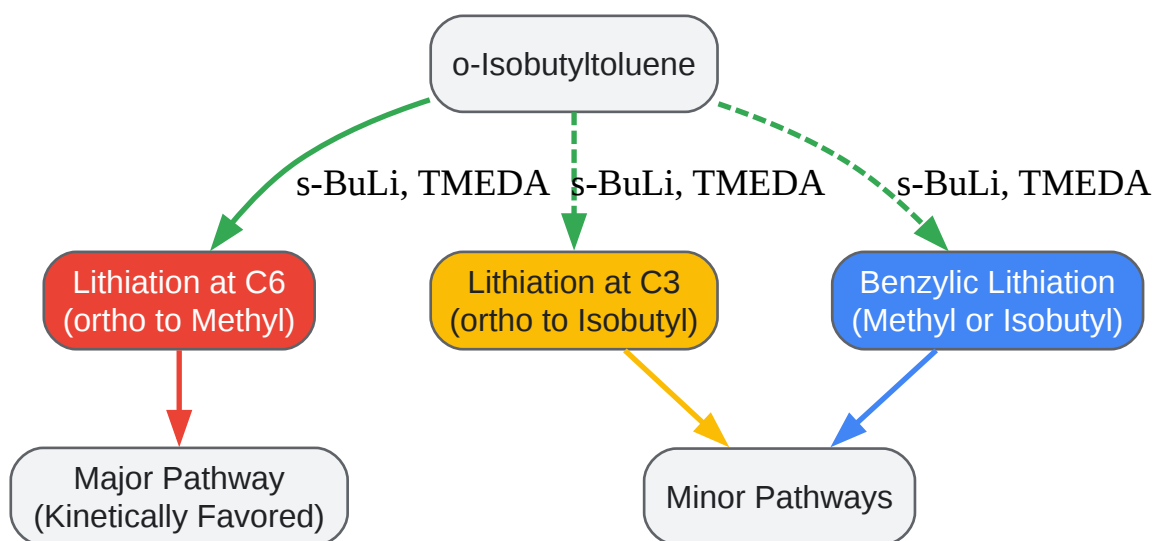 o-Isobutyltoluene
s-BuLi, TMEDA
s-BuLi, TMEDA
s-BuLi, TMEDA
Lithiation at C6
(ortho to Methyl)
Lithiation at C3
(ortho to Isobutyl)
Benzylic Lithiation
(Methyl or Isobutyl)
Major Pathway
(Kinetically Favored)
Minor Pathways